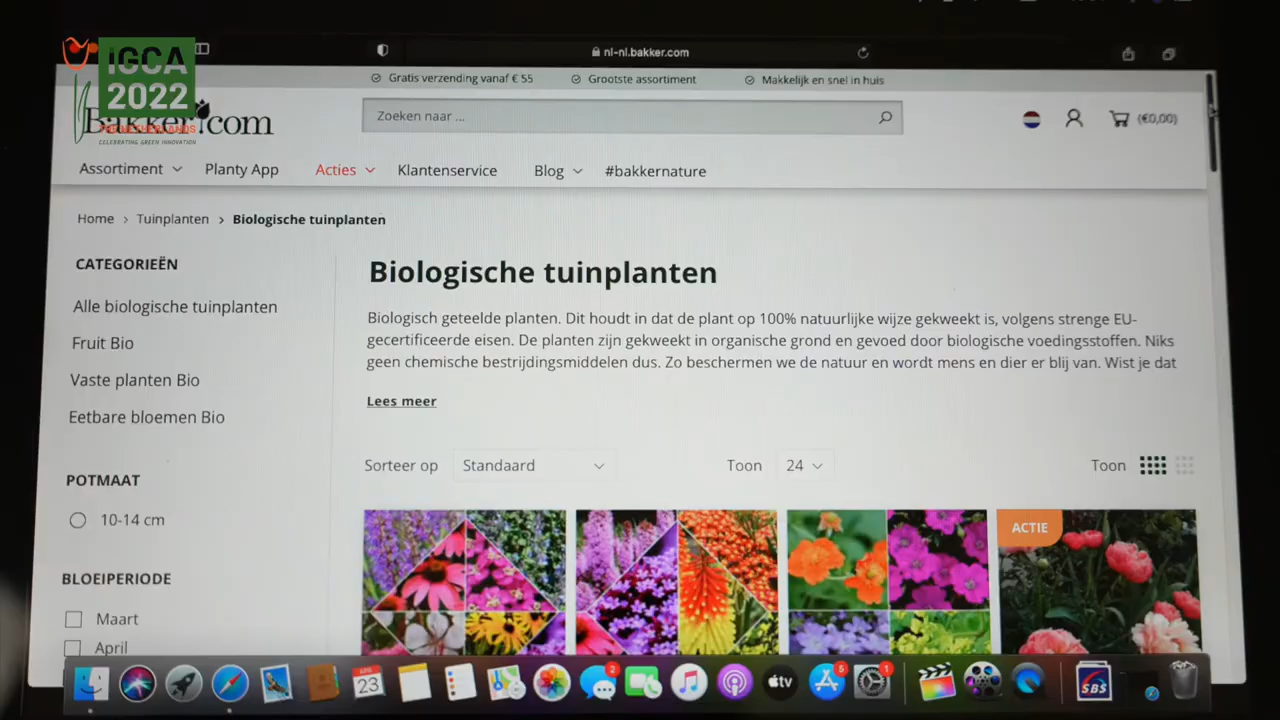 nl-nl.bakker.com
IGCA
2022
THE NETHERLANDS
CELEBRATING GREEN INNOVATION
Gratis verzending vanaf € 55
Grootste assortiment
Makkelijk en snel in huis
Bakker.com
Zoeken naar ...
(€0,00)
Assortiment
Planty App
Acties
Klantenservice
Blog
#bakkernature
Home > Tuinplanten > Biologische tuinplanten
CATEGORIEËN
Alle biologische tuinplanten
Fruit Bio
Vaste planten Bio
Eetbare bloemen Bio
POTMAAT
10-14 cm
BLOEIPERIODE
Maart
April
Biologische tuinplanten
Biologisch geteelde planten. Dit houdt in dat de plant op 100% natuurlijke wijze gekweekt is, volgens strenge EU-
gecertificeerde eisen. De planten zijn gekweekt in organische grond en gevoed door biologische voedingsstoffen. Niks
geen chemische bestrijdingsmiddelen dus. Zo beschermen we de natuur en wordt mens en dier er blij van. Wist je dat
Lees meer
Sorteer op
Standaard
Toon
24
Toon
ACTIE
APR
23
2
tv
5
1
SBS